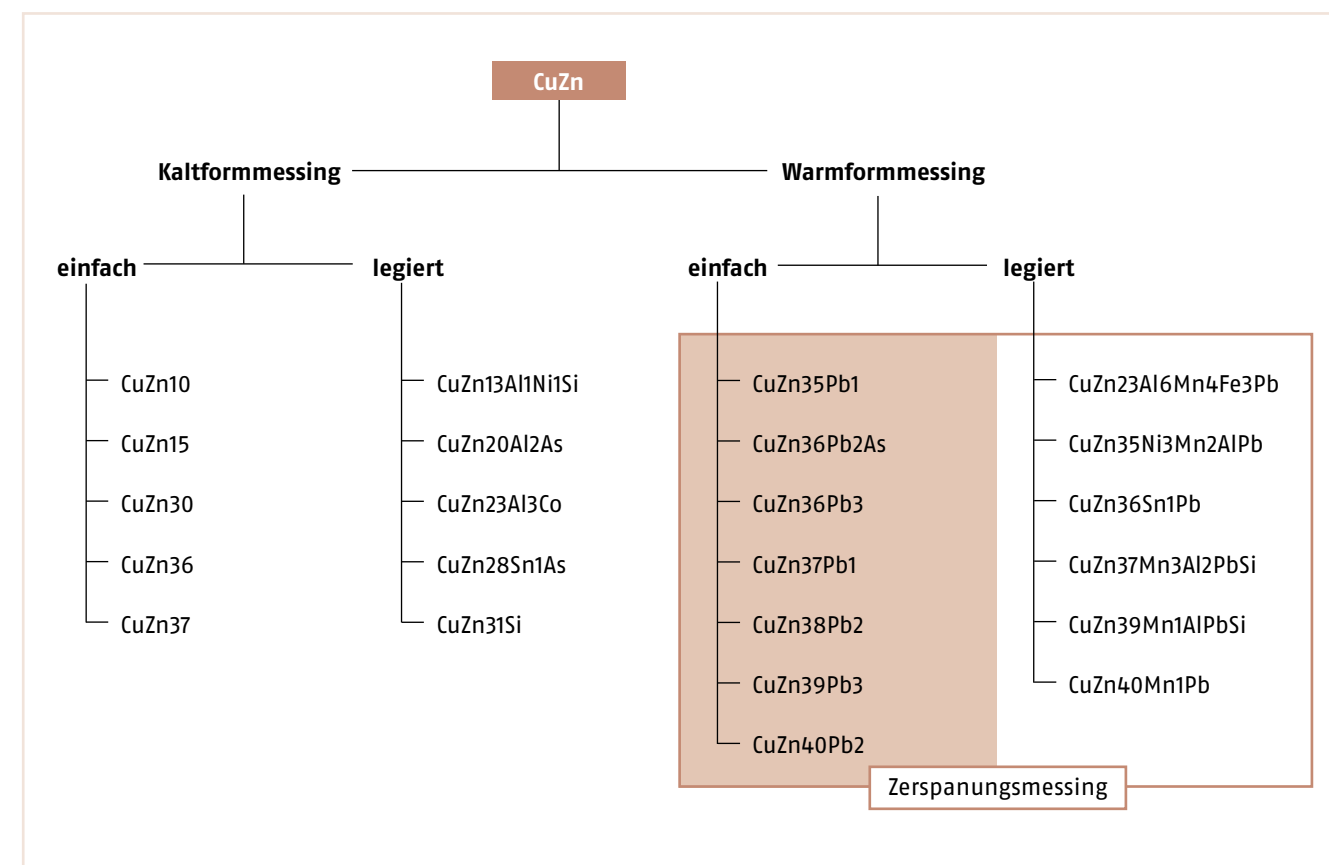 CuZn
Kaltformmessing
Warmformmessing
einfach
legiert
einfach
legiert
CuZn10
CuZn15
CuZn30
CuZn36
CuZn37
CuZn13Al1Ni1Si
CuZn20Al2As
CuZn23Al3Co
CuZn28Sn1As
CuZn31Si
CuZn35Pb1
CuZn36Pb2As
CuZn36Pb3
CuZn37Pb1
CuZn38Pb2
CuZn39Pb3
CuZn40Pb2
CuZn23Al6Mn4Fe3Pb
CuZn35Ni3Mn2AlPb
CuZn36Sn1Pb
CuZn37Mn3Al2PbSi
CuZn39Mn1AlPbSi
CuZn40Mn1Pb
Zerspanungsmessing